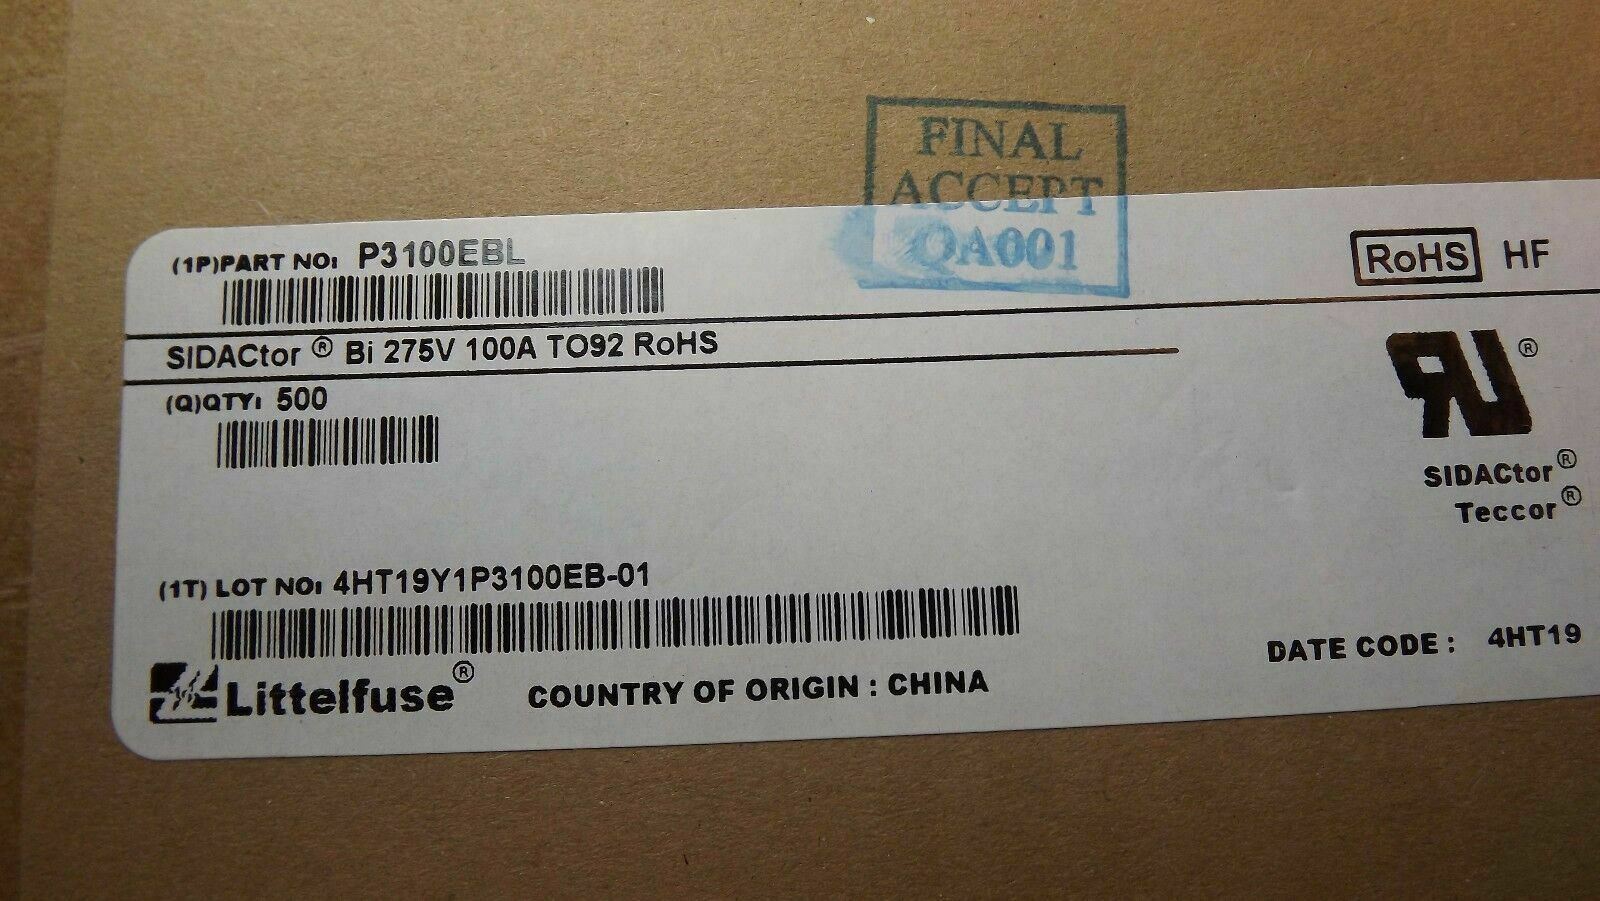 FINAL
ACCEPT
QA001
(1P)PART NO: P3100EBL
RoHS HF
SIDACtor ® Bi 275V 100A TO92 RoHS
(Q)QTY: 500
RU ®
SIDACtor®
Teccor®
(1T) LOT NO: 4HT19Y1P3100EB-01
DATE CODE : 4HT19
Littelfuse® COUNTRY OF ORIGIN : CHINA